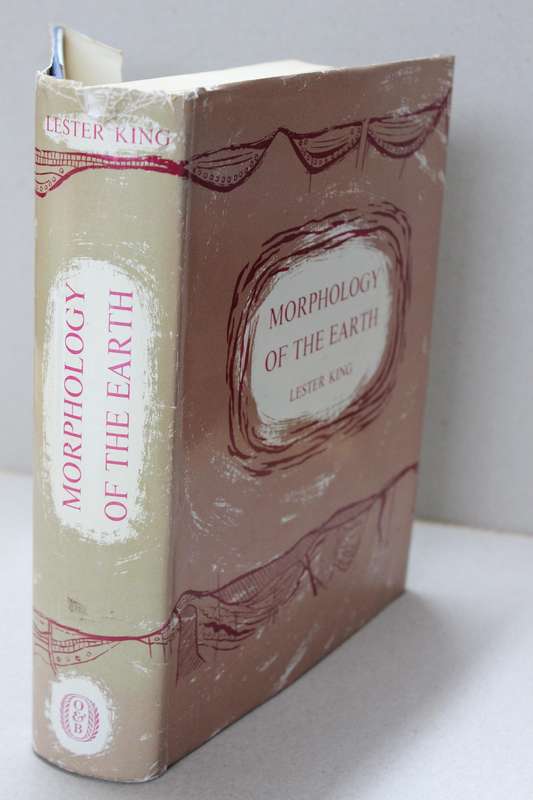 LESTER KING
MORPHOLOGY
OF THE EARTH
O
&
B
MORPHOLOGY
OF THE EARTH
LESTER KING